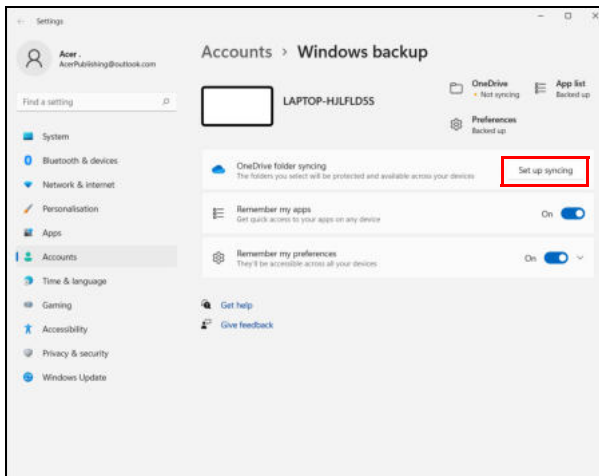 Settings
Acer .
AcerPublishing@outlook.com
Find a setting
System
Bluetooth & devices
Network & internet
Personalisation
Apps
Accounts
Time & language
Gaming
Accessibility
Privacy & security
Windows Update
Accounts > Windows backup
LAPTOP-HJLFLD5S
OneDrive
• Not syncing
App list
Backed up
Preferences
Backed up
OneDrive folder syncing
The folders you select will be protected and available across your devices
Set up syncing
Remember my apps
Get quick access to your apps on any device
On
Remember my preferences
They'll be accessible across all your devices
On
Get help
Give feedback